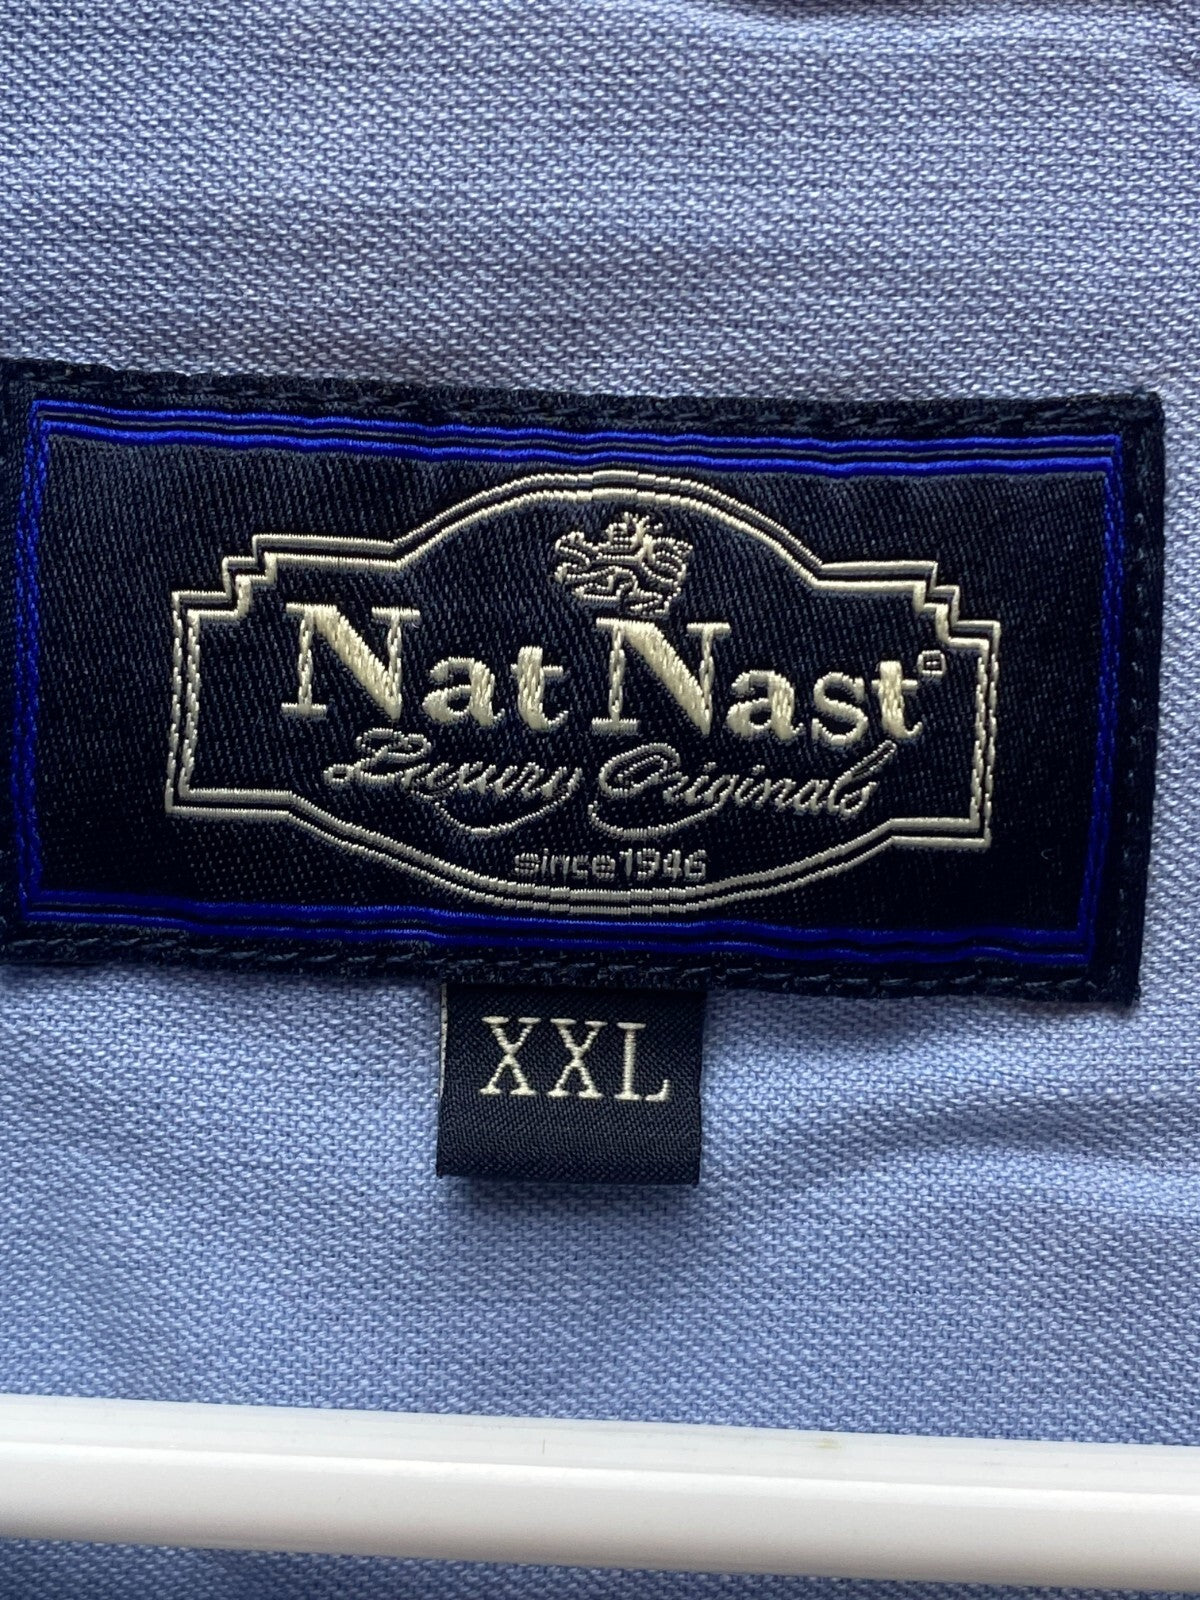 Nat Nast
Luxury Originals
since 1946
XXL